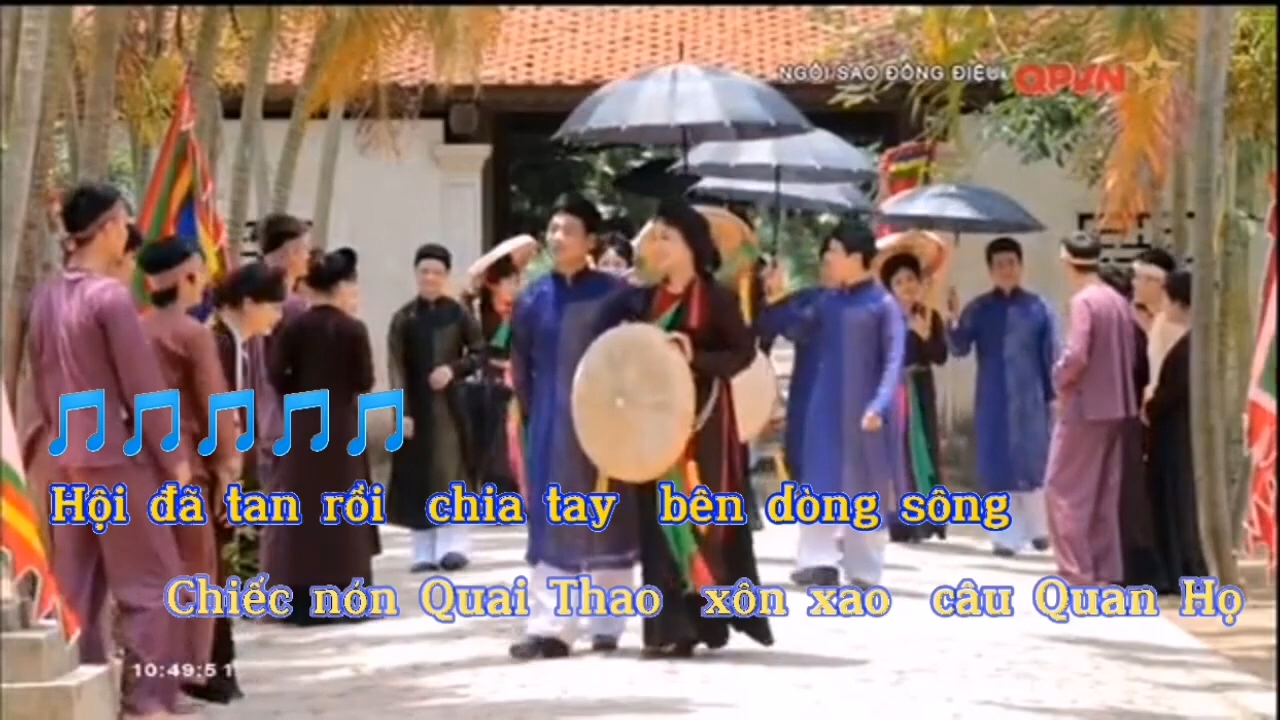 NGÔI SAO ĐỒNG ĐIỆU QPVN
Hội đã tan rồi chia tay bên dòng sông
Chiếc nón Quai Thao xôn xao câu Quan Họ
10:49:51